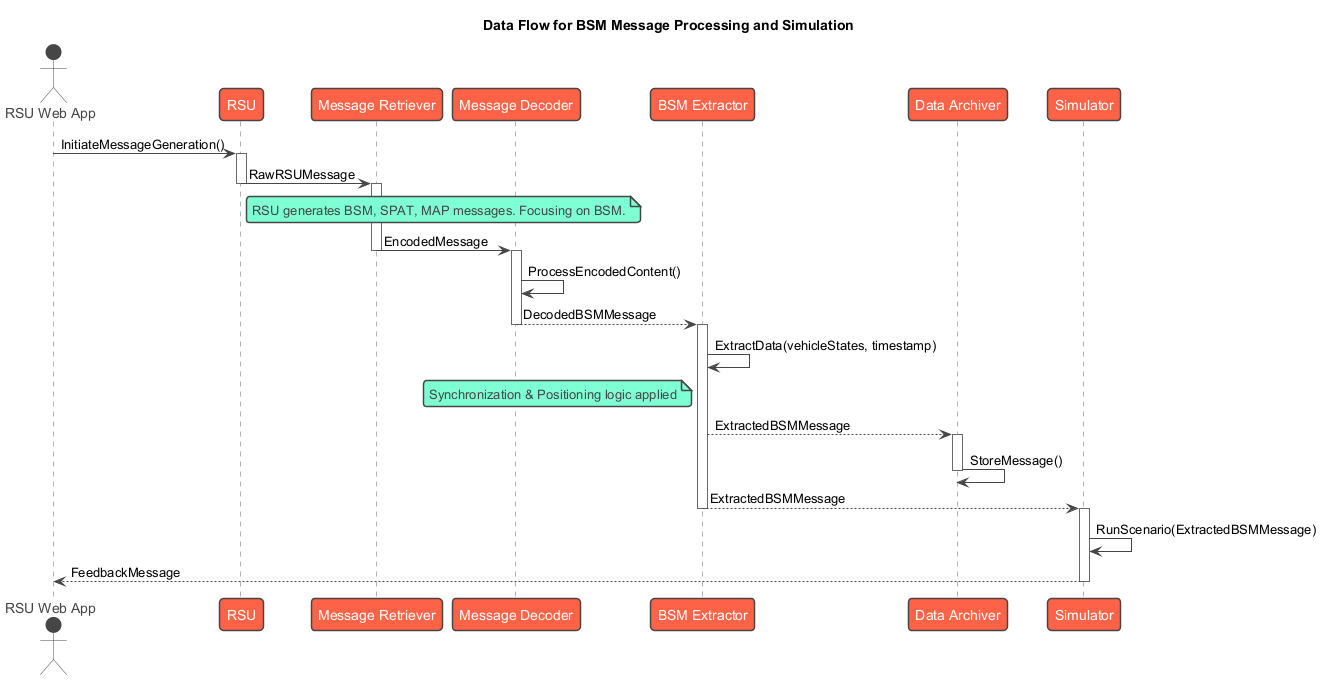 Data Flow for BSM Message Processing and Simulation
RSU Web App
RSU
Message Retriever
Message Decoder
BSM Extractor
Data Archiver
Simulator
InitiateMessageGeneration()
RawRSUMessage
RSU generates BSM, SPAT, MAP messages. Focusing on BSM.
EncodedMessage
ProcessEncodedContent()
DecodedBSMMessage
ExtractData(vehicleStates, timestamp)
Synchronization & Positioning logic applied
ExtractedBSMMessage
StoreMessage()
ExtractedBSMMessage
RunScenario(ExtractedBSMMessage)
FeedbackMessage
RSU Web App
RSU
Message Retriever
Message Decoder
BSM Extractor
Data Archiver
Simulator